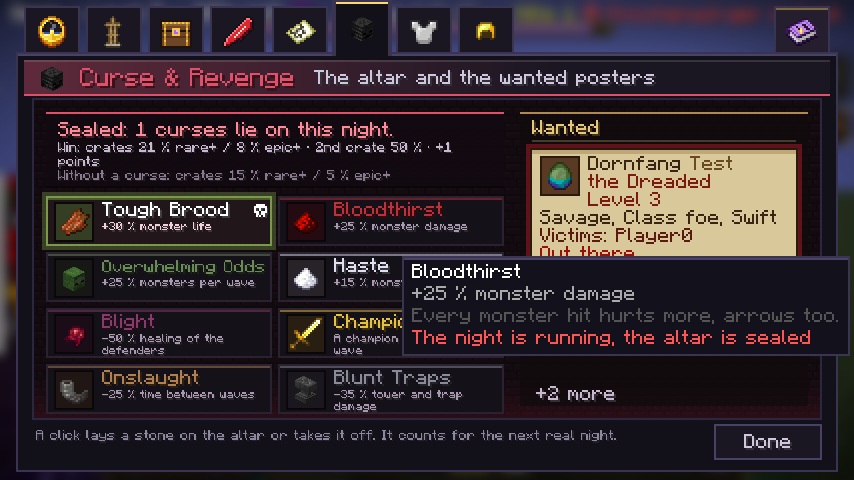 Curse & Revenge The altar and the wanted posters
Sealed: 1 curses lie on this night.
Win: crates 21 % rare+ / 8 % epic+ · 2nd crate 50 % · +1
points
Without a curse: crates 15 % rare+ / 5 % epic+
Tough Brood
+30 % monster life
Bloodthirst
+25 % monster damage
Overwhelming Odds
+25 % monsters per wave
Haste
+15 % mons
Blight
-50 % healing of the
defenders
Champio
A champion
wave
Onslaught
-25 % time between waves
Blunt Traps
-35 % tower and trap
damage
Wanted
Dornfang Test
the Dreaded
Level 3
Savage, Class foe, Swift
Victims: Player0
Out there
Bloodthirst
+25 % monster damage
Every monster hit hurts more, arrows too.
The night is running, the altar is sealed
+2 more
A click lays a stone on the altar or takes it off. It counts for the next real night.
Done